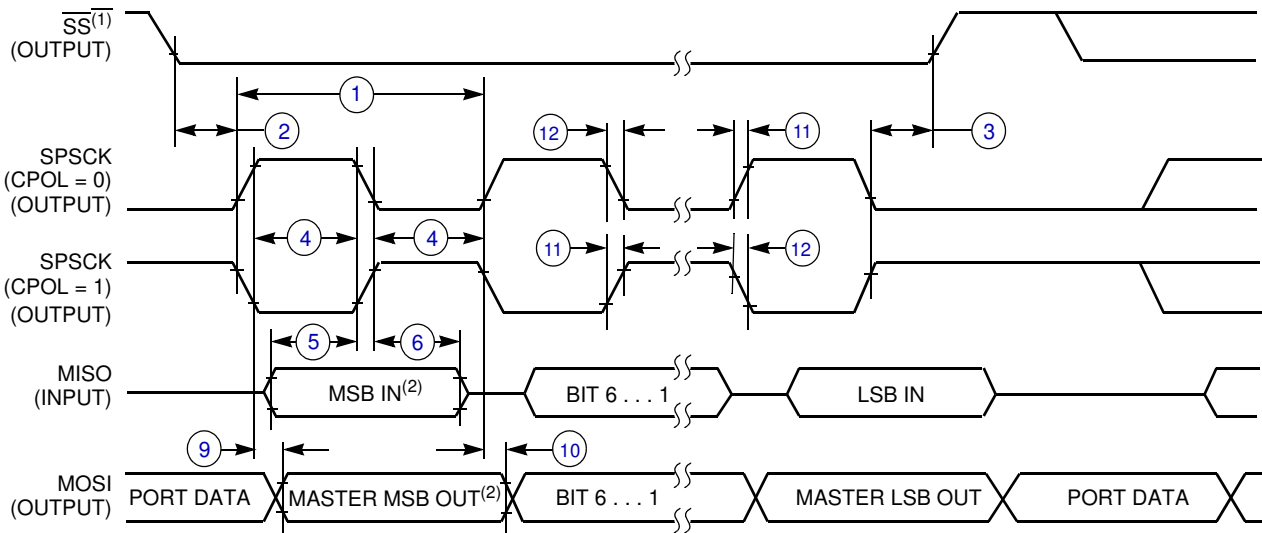 SS(1)
(OUTPUT)
1
2
12
11
3
SPSCK
(CPOL = 0)
(OUTPUT)
4
4
11
12
SPSCK
(CPOL = 1)
(OUTPUT)
5
6
MISO
(INPUT)
MSB IN(2)
BIT 6 . . . 1
LSB IN
9
10
MOSI
(OUTPUT)
PORT DATA
MASTER MSB OUT(2)
BIT 6 . . . 1
MASTER LSB OUT
PORT DATA